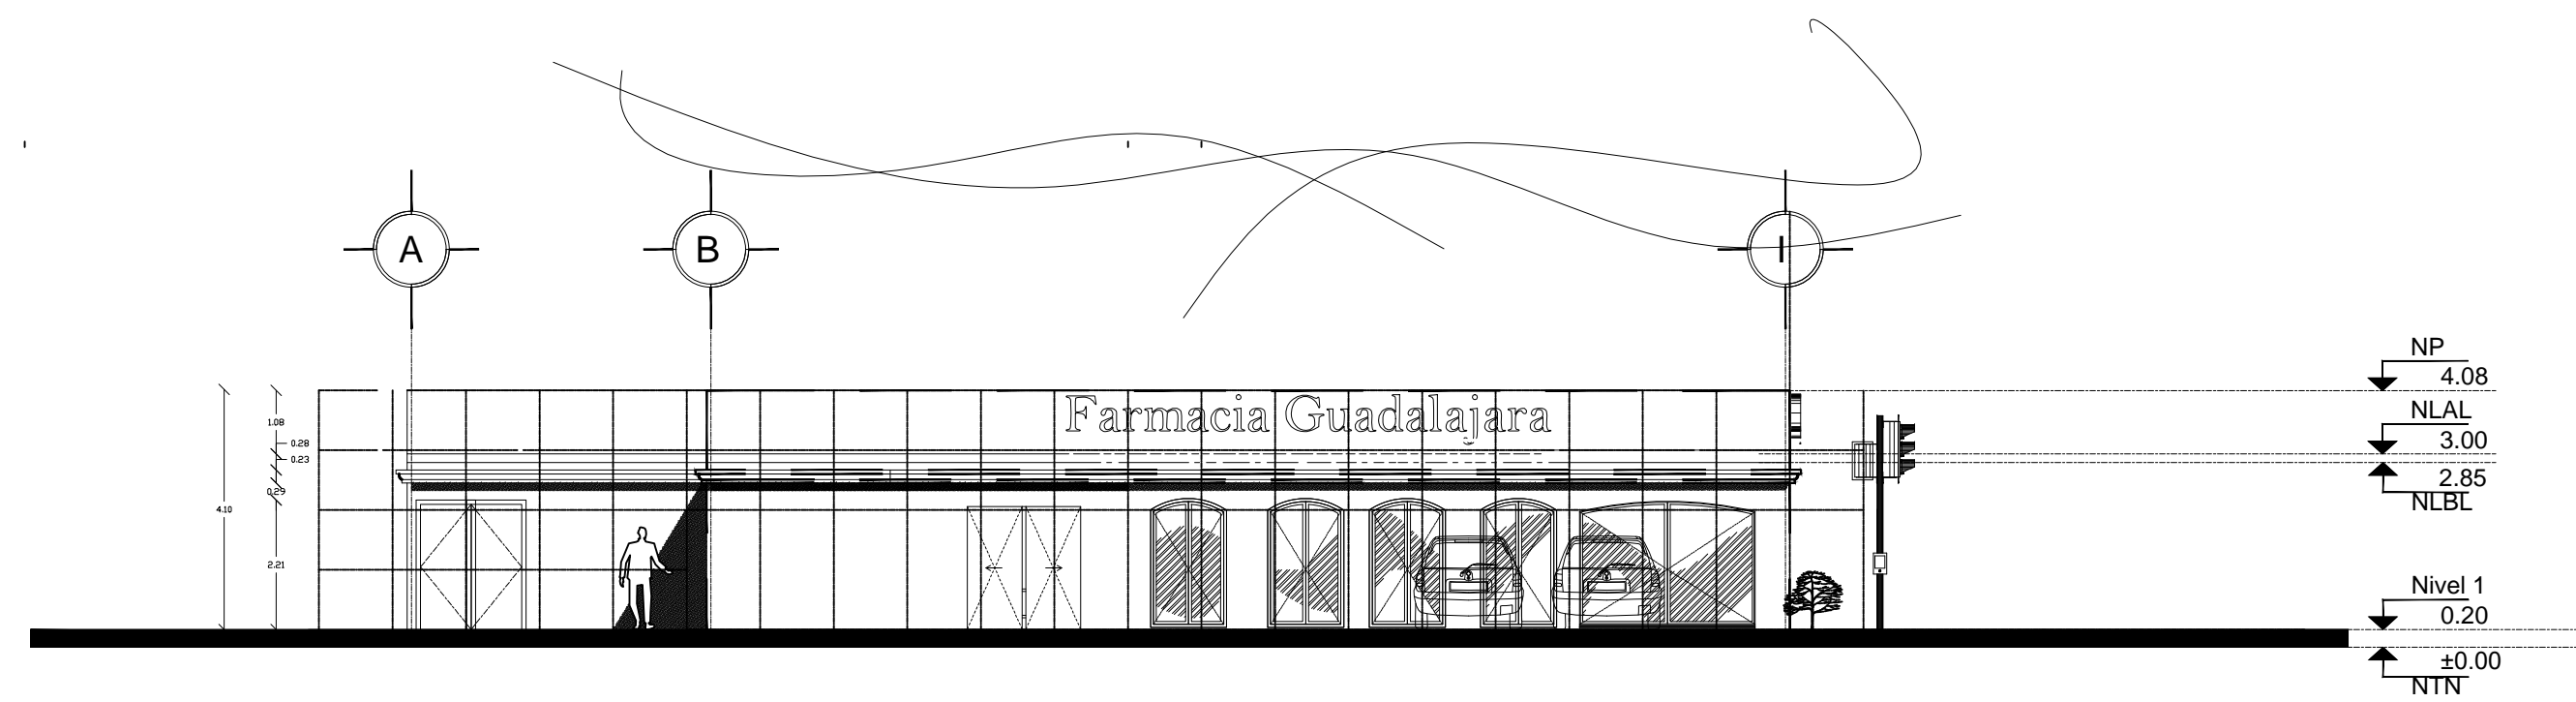 A
B
I
NP
4.08
Farmacia Guadalajara
1.08
NLAL
0.28
3.00
0.23
2.85
0.29
NLBL
4.10
2.21
Nivel 1
0.20
±0.00
NTN